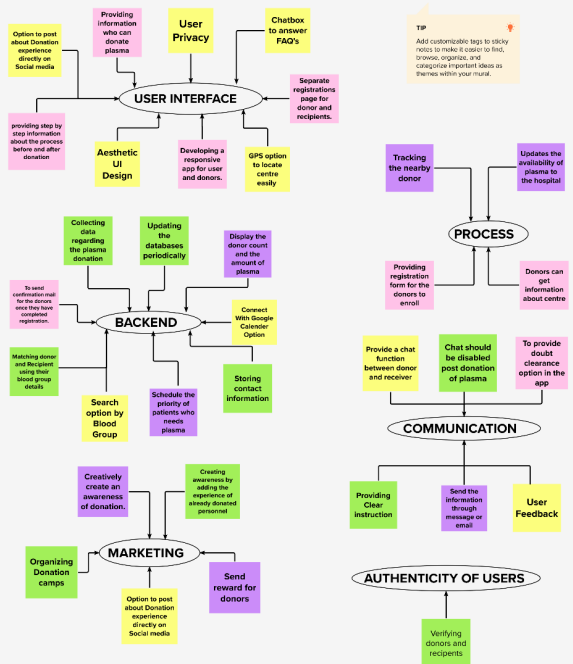 Option to post
about Donation
experience
directly on
Social media
Providing
information
who can
donate
plasma
User
Privacy
Chatbox
to answer
FAQ's
USER INTERFACE
Separate
registrations
page for
donor and
recipients.
providing step by
step information
about the process
before and after
donation
Aesthetic
UI
Design
Developing a
responsive
app for user
and donors.
GPS option
to locate
centre
easily
TIP
Add customizable tags to sticky
notes to make it easier to find,
browse, organize, and
categorize important ideas as
themes within your mural.
Tracking
the nearby
donor
Updates the
availability of
plasma to the
hospital
PROCESS
Providing
registration
form for the
donors to
enroll
Donors can
get
information
about centre
Collecting
data
regarding
the plasma
donation
Updating
the
databases
periodically
Display the
donor count
and the
amount of
plasma
To send
confirmation mail
for the donors
once they have
completed
registration.
BACKEND
Connect
With Google
Calender
Option
Matching donor
and Recipient
using their
blood group
details
Search
option by
Blood
Group
Schedule the
priority of
patients who
needs
plasma
Storing
contact
information
Provide a chat
function
between donor
and receiver
Chat should
be disabled
post donation
of plasma
To provide
doubt
clearence
option in the
app
COMMUNICATION
Providing
Clear
instruction
Send the
information
through
message or
email
User
Feedback
Creatively
create an
awareness
of donation.
Creating
awareness by
adding the
experience of
already donated
personnel
MARKETING
Organizing
Donation
camps
Option to post
about Donation
experience
directly on
Social media
Send
reward for
donors
AUTHENTICITY OF USERS
Verifying
donors and
recipents